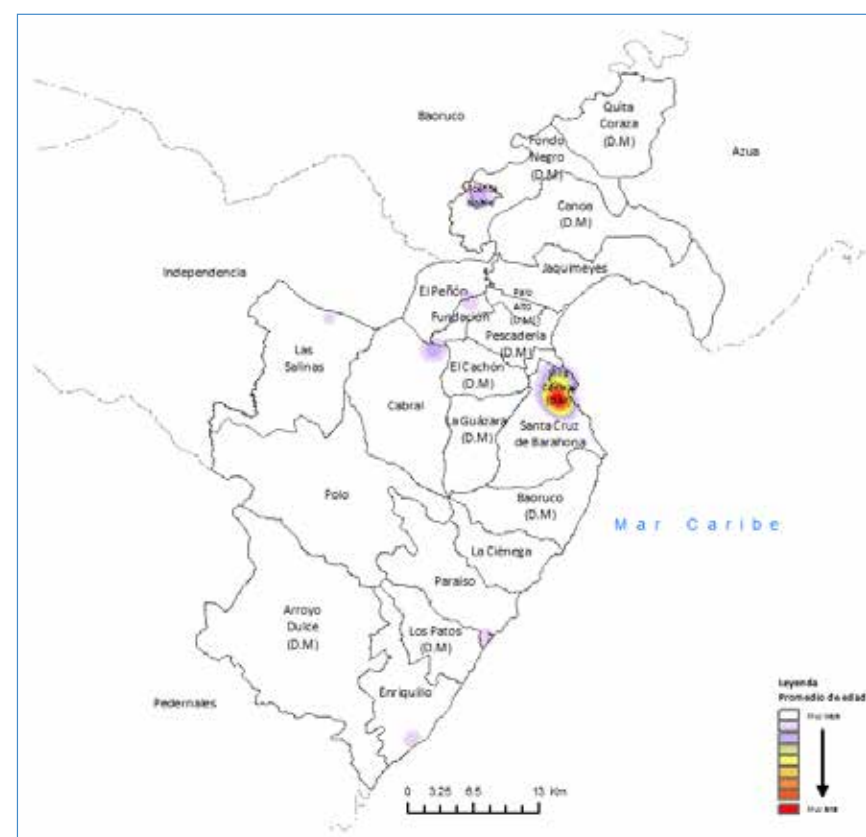 Quita
Coraza
(D.M)
Baoruco
Fondo
Negro
(D.M)
Azua
Canoa
(D.M)
Independencia
Jaquimeyes
El Peñón
Palo
Alto
(D.M)
Fundación
Pescadería
(D.M)
Las
Salinas
El Cachón
(D.M)
Cabral
La Guázara
(D.M)
Santa Cruz
de Barahona
Polo
Baoruco
(D.M)
Mar Caribe
La Ciénega
Paraíso
Arroyo
Dulce
(D.M)
Los Patos
(D.M)
Enriquillo
Pedernales
Leyenda
Promedio de edad
0 3.25 6.5 13 Km